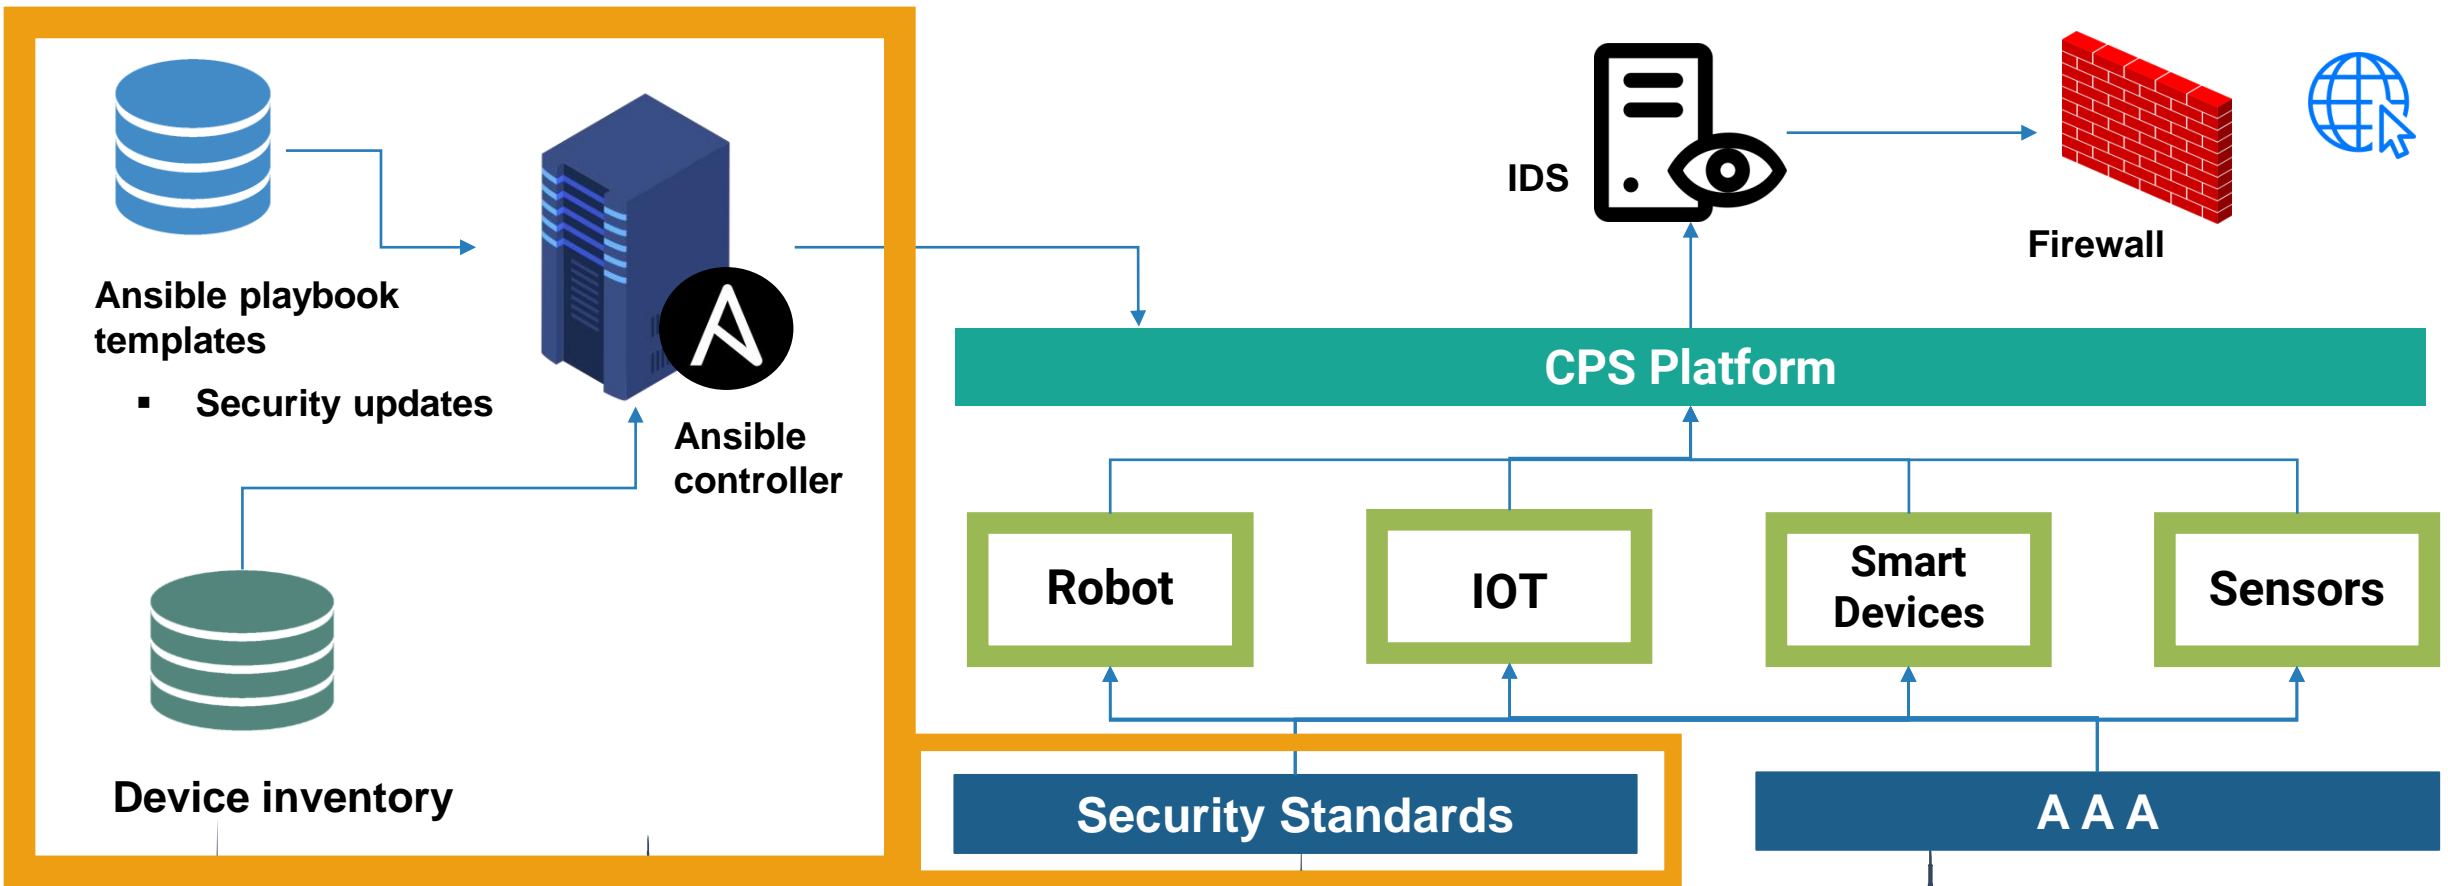 Ansible playbook
templates
▪ Security updates
Ansible
controller
Device inventory
IDS
Firewall
CPS Platform
Robot
IOT
Smart
Devices
Sensors
Security Standards
A A A